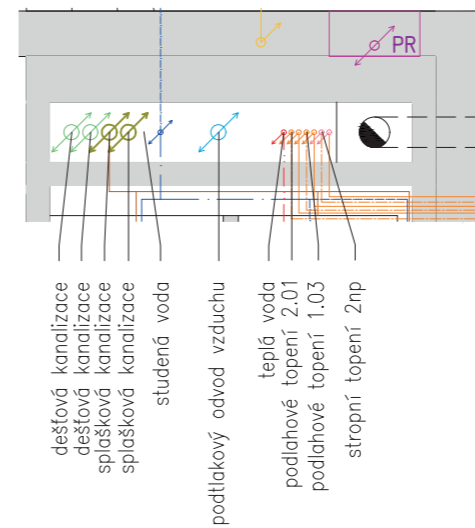 PR
dešťová kanalizace
dešťová kanalizace
splašková kanalizace
splašková kanalizace
studená voda
podtlakový odvod vzduchu
teplá voda
podlahové topení 2.01
podlahové topení 1.03
stropní topení 2np